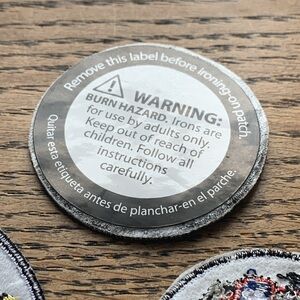 Remove this label before ironing-on patch.
WARNING:
BURN HAZARD. Irons are
for use by adults only.
Keep out of reach of
children. Follow all
instructions
carefully.
Quitar esta etiqueta antes de planchar-en el parche.